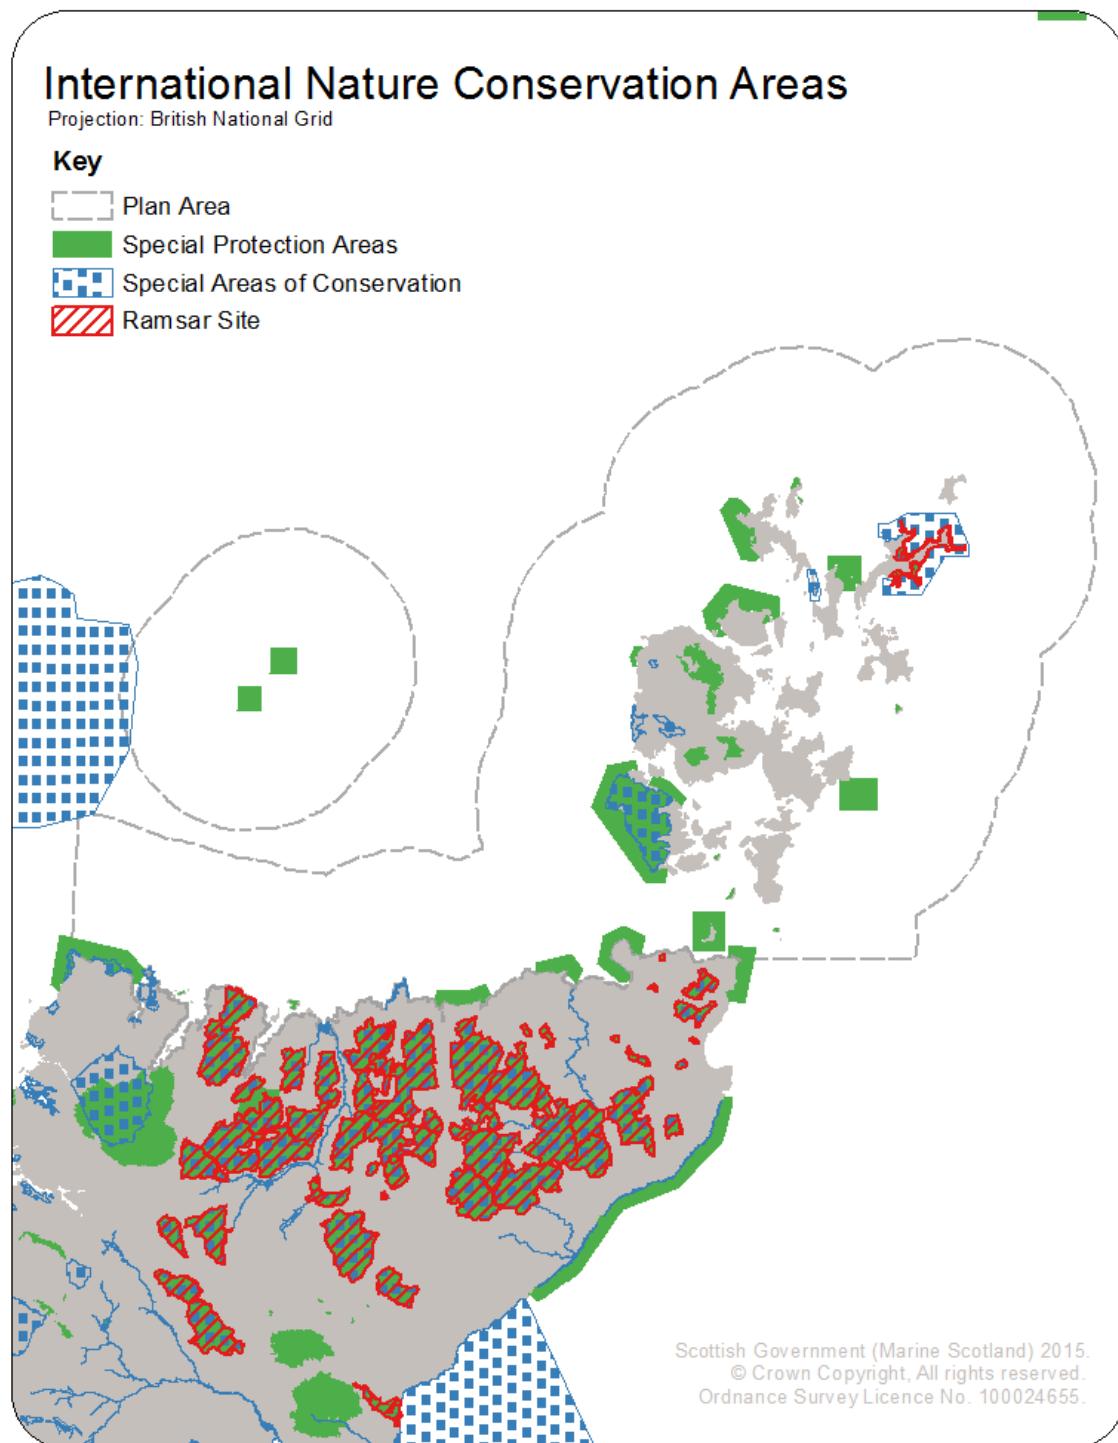 International Nature Conservation Areas
Projection: British National Grid
Key
Plan Area
Special Protection Areas
Special Areas of Conservation
Ramsar Site
Scottish Government (Marine Scotland) 2015.
© Crown Copyright, All rights reserved.
Ordnance Survey Licence No. 100024655.